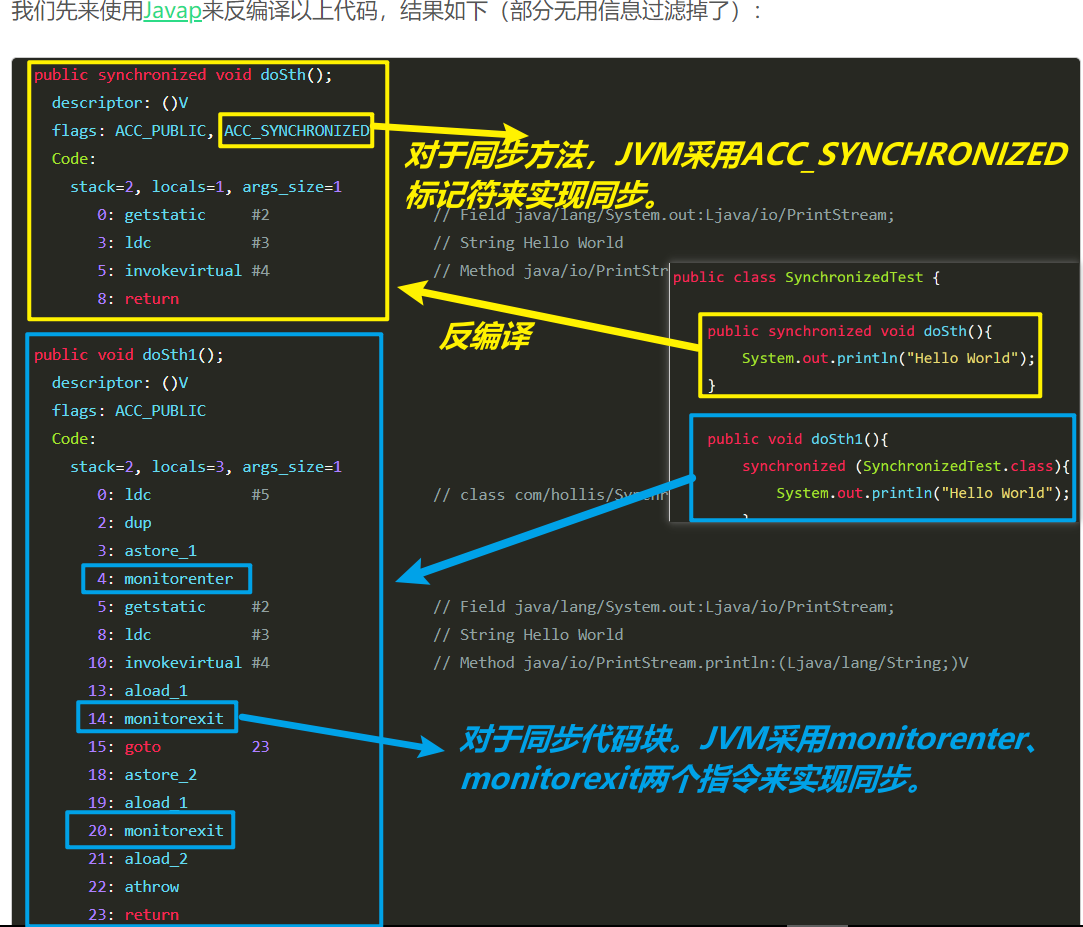 我们先来使用Javap来反编译以上代码，结果如下（部分无用信息过滤掉了）：
public synchronized void doSth();
descriptor: ()V
flags: ACC_PUBLIC, ACC_SYNCHRONIZED
对于同步方法，JVM采用ACC_SYNCHRONIZED
标记符来实现同步。
Code:
stack=2, locals=1, args_size=1
0: getstatic #2 // Field java/lang/System.out:Ljava/io/PrintStream;
3: ldc #3 // String Hello World
5: invokevirtual #4 // Method java/io/PrintStr
8: return
反编译
public class SynchronizedTest {
public synchronized void doSth(){
System.out.println("Hello World");
}
public void doSth1(){
synchronized (SynchronizedTest.class){
System.out.println("Hello World");
}
public void doSth1();
descriptor: ()V
flags: ACC_PUBLIC
Code:
stack=2, locals=3, args_size=1
0: ldc #5 // class com/hollis/Synchr
2: dup
3: astore_1
4: monitorenter
5: getstatic #2 // Field java/lang/System.out:Ljava/io/PrintStream;
8: ldc #3 // String Hello World
10: invokevirtual #4 // Method java/io/PrintStream.println:(Ljava/lang/String;)V
13: aload_1
14: monitorexit
15: goto 23
18: astore_2
19: aload_1
20: monitorexit
21: aload_2
22: athrow
23: return
对于同步代码块。JVM采用monitorenter、
monitorexit两个指令来实现同步。